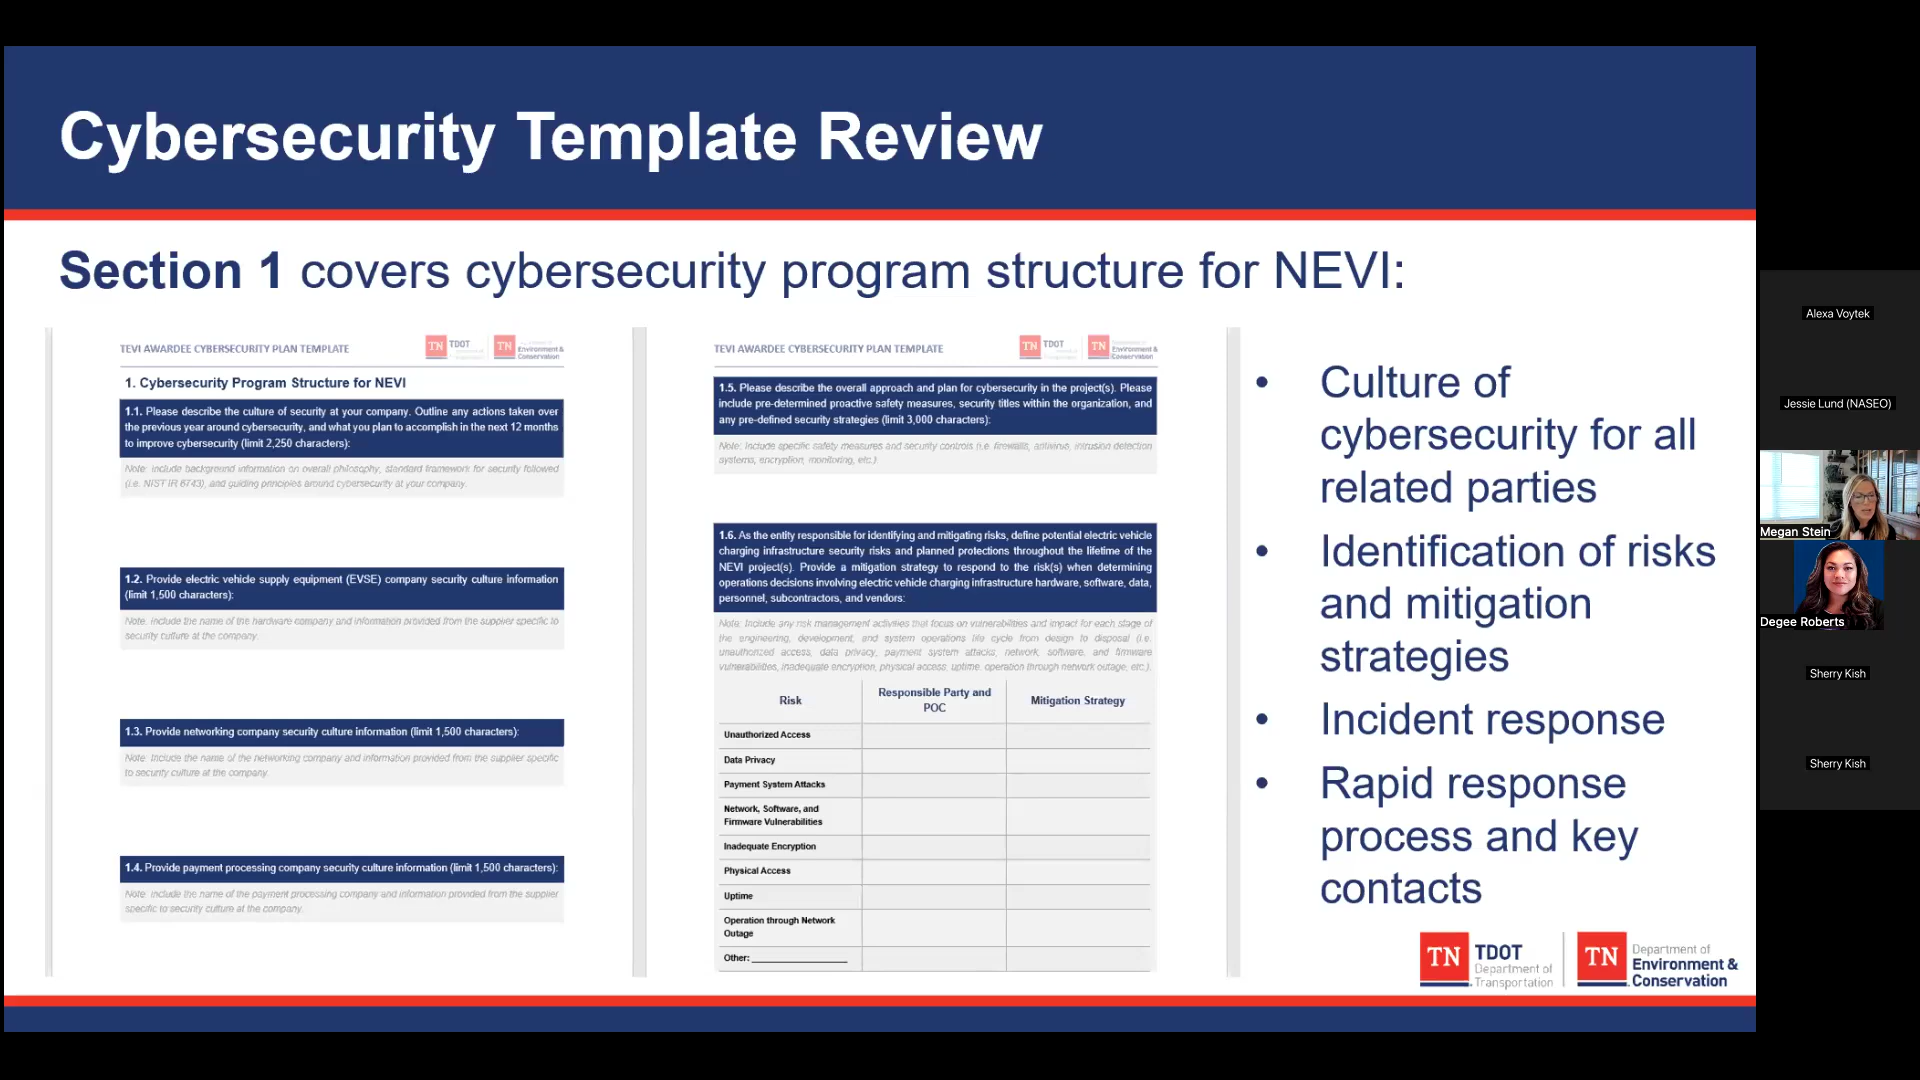 Cybersecurity Template Review
Section 1 covers cybersecurity program structure for NEVI:
TEVI AWARDEE CYBERSECURITY PLAN TEMPLATE
TN TDOT
TN Environment &
Conservation
1. Cybersecurity Program Structure for NEVI
1.1. Please describe the culture of security at your company. Outline any actions taken over
the previous year around cybersecurity, and what you plan to accomplish in the next 12 months
to improve cybersecurity (limit 2,250 characters):
Note: Include background information on overall philosophy, standard framework for security followed
(i.e. NIST IR 8743), and guiding principles around cybersecurity at your company.
1.2. Provide electric vehicle supply equipment (EVSE) company security culture information
(limit 1,500 characters):
Note: Include the name of the hardware company and information provided from the supplier specific to
security culture at the company.
1.3. Provide networking company security culture information (limit 1,500 characters):
Note: Include the name of the networking company and information provided from the supplier specific
to security culture at the company.
1.4. Provide payment processing company security culture information (limit 1,500 characters):
Note: Include the name of the payment processing company and information provided from the supplier
specific to security culture at the company.
TEVI AWARDEE CYBERSECURITY PLAN TEMPLATE
TN TDOT
TN Environment &
Conservation
1.5. Please describe the overall approach and plan for cybersecurity in the project(s). Please
include pre-determined proactive safety measures, security titles within the organization, and
any pre-defined security strategies (limit 3,000 characters):
Note: Include specific safety measures and security controls (i.e. firewalls, antivirus, intrusion detection
systems, encryption, monitoring, etc.)
1.6. As the entity responsible for identifying and mitigating risks, define potential electric vehicle
charging infrastructure security risks and planned protections throughout the lifetime of the
NEVI project(s). Provide a mitigation strategy to respond to the risk(s) when determining
operations decisions involving electric vehicle charging infrastructure hardware, software, data,
personnel, subcontractors, and vendors:
Note: Include any risk management activities that focus on vulnerabilities and impact for each stage of
the engineering, development, and system operations life cycle from design to disposal (i.e.
unauthorized access, data privacy, payment system attacks, network, software, and firmware
vulnerabilities, inadequate encryption, physical access, uptime, operation through network outage, etc.).
Risk
Responsible Party and
POC
Mitigation Strategy
Unauthorized Access
Data Privacy
Payment System Attacks
Network, Software, and
Firmware Vulnerabilities
Inadequate Encryption
Physical Access
Uptime
Operation through Network
Outage
Other: ____________________
• Culture of
cybersecurity for all
related parties
• Identification of risks
and mitigation
strategies
• Incident response
• Rapid response
process and key
contacts
TN TDOT
Department of
Transportation
TN Department of
Environment &
Conservation
Alexa Voytek
Jessie Lund (NASEO)
Megan Stein
Degee Roberts
Sherry Kish
Sherry Kish